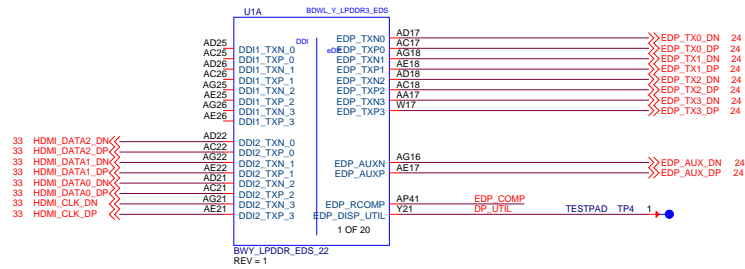 U1A BDWL_Y_LPDDR3_EDS
DDI eDP
AD25 DDI1_TXN_0
AC25 DDI1_TXP_0
AD26 DDI1_TXN_1
AC26 DDI1_TXP_1
AG25 DDI1_TXN_2
AE25 DDI1_TXP_2
AG26 DDI1_TXN_3
AE26 DDI1_TXP_3
33 HDMI_DATA2_DN AD22 DDI2_TXN_0
33 HDMI_DATA2_DP AC22 DDI2_TXP_0
33 HDMI_DATA1_DN AG22 DDI2_TXN_1
33 HDMI_DATA1_DP AE22 DDI2_TXP_1
33 HDMI_DATA0_DN AD21 DDI2_TXN_2
33 HDMI_DATA0_DP AC21 DDI2_TXP_2
33 HDMI_CLK_DN AG21 DDI2_TXN_3
33 HDMI_CLK_DP AE21 DDI2_TXP_3
EDP_TXN0 AD17 EDP_TX0_DN 24
EDP_TXP0 AC17 EDP_TX0_DP 24
EDP_TXN1 AG18 EDP_TX1_DN 24
EDP_TXP1 AE18 EDP_TX1_DP 24
EDP_TXN2 AD18 EDP_TX2_DN 24
EDP_TXP2 AC18 EDP_TX2_DP 24
EDP_TXN3 AA17 EDP_TX3_DN 24
EDP_TXP3 W17 EDP_TX3_DP 24
EDP_AUXN AG16 EDP_AUX_DN 24
EDP_AUXP AE17 EDP_AUX_DP 24
EDP_RCOMP AP41 EDP_COMP
EDP_DISP_UTIL Y21 DP_UTIL TESTPAD TP4 1
1 OF 20
BWY_LPDDR_EDS_22
REV = 1